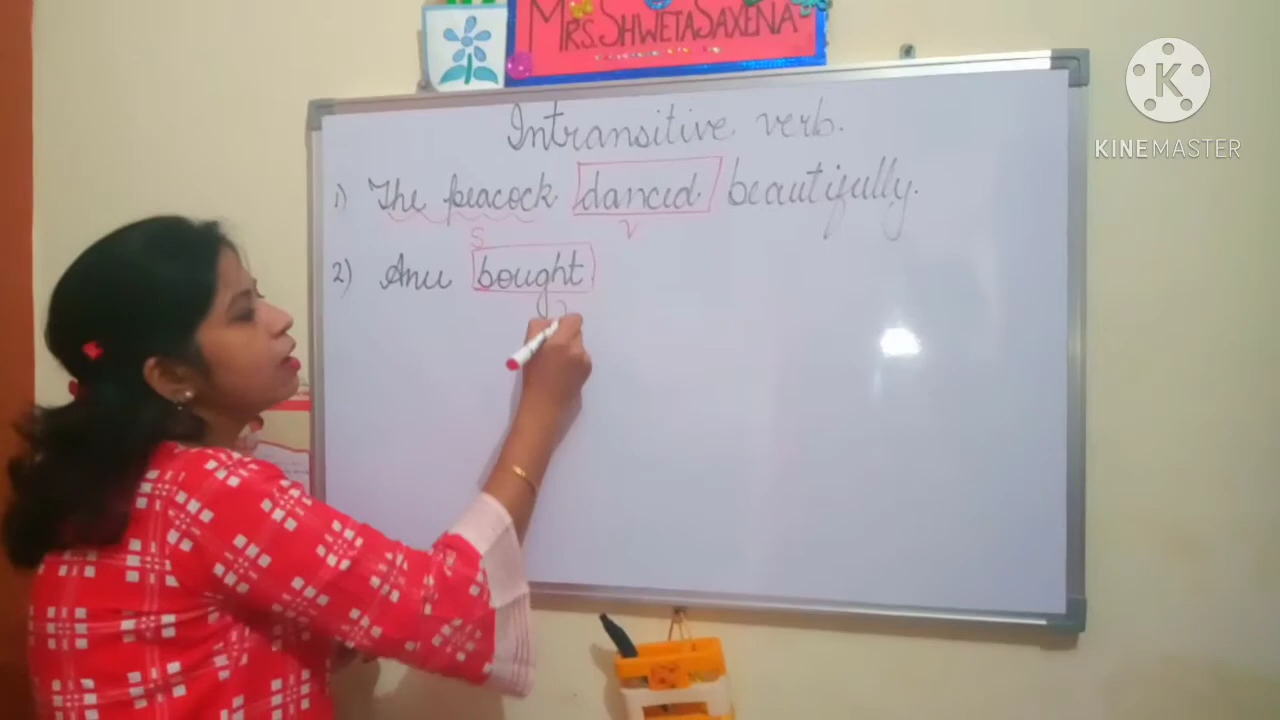 MRS. SHWETA SAXENA
K
KINEMASTER
Intransitive verb.
1) The peacock danced. beautifully.
S V
2) Anu bought.